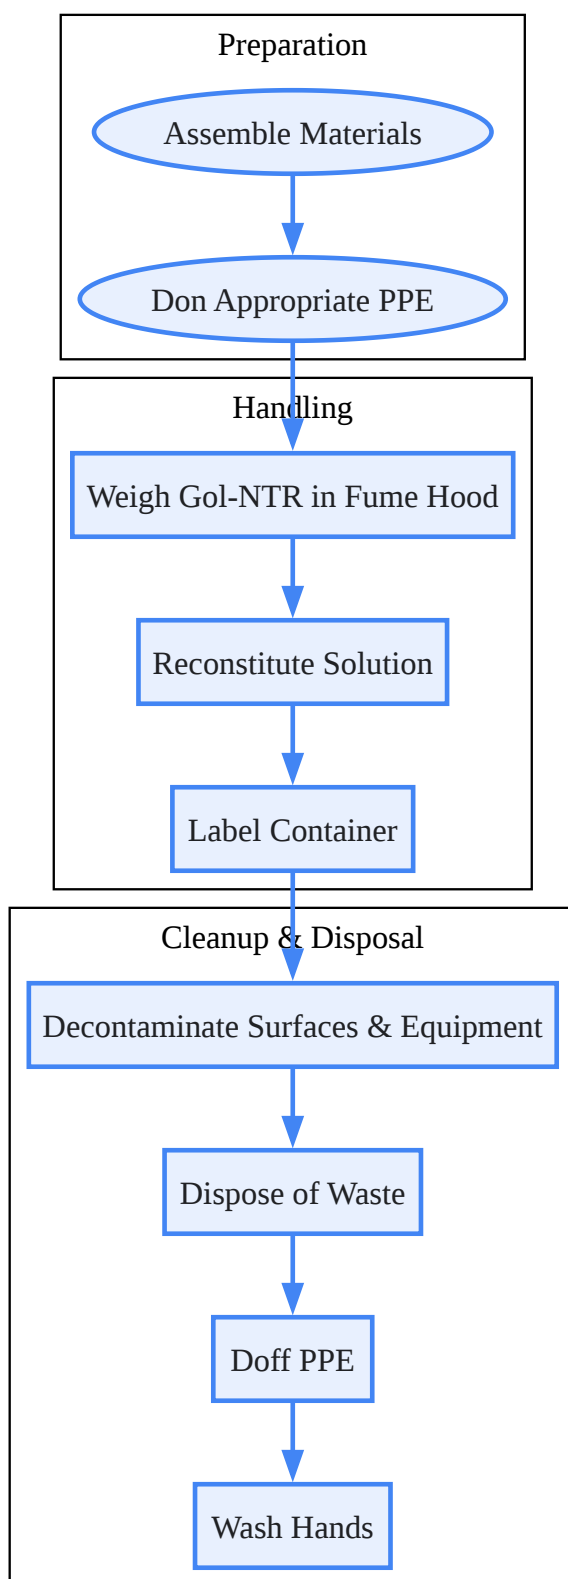 Preparation
Assemble Materials
Don Appropriate PPE
Handling
Weigh Gol-NTR in Fume Hood
Reconstitute Solution
Label Container
Cleanup & Disposal
Decontaminate Surfaces & Equipment
Dispose of Waste
Doff PPE
Wash Hands